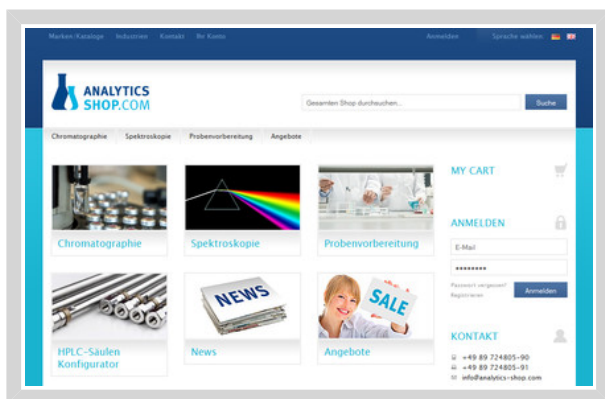 Marken/Kataloge Industrien Kontakt Ihr Konto Anmelden Sprache wählen:
ANALYTICS
SHOP.COM
Gesamten Shop durchsuchen... Suche
Chromatographie Spektroskopie Probenvorbereitung Angebote
MY CART
Chromatographie Spektroskopie Probenvorbereitung
ANMELDEN
E-Mail
********
Passwort vergessen?
Registrieren
Anmelden
NEWS
SALE
HPLC-Säulen
Konfigurator
News
Angebote
KONTAKT
+49 89 724805-90
+49 89 724805-91
info@analytics-shop.com